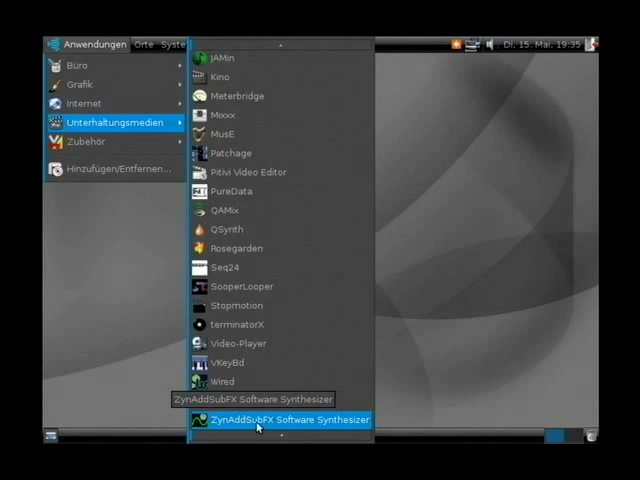 Anwendungen Orte Syste Di, 15. Mai, 19:35
Büro
Grafik
Internet
Unterhaltungsmedien
Zubehör
Hinzufügen/Entfernen...
JAMin
Kino
Meterbridge
Mixxx
MusE
Patchage
Pitivi Video Editor
PureData
QAMix
QSynth
Rosegarden
Seq24
SooperLooper
Stopmotion
terminatorX
Video-Player
VKeyBd
Wired
ZynAddSubFX Software Synthesizer
ZynAddSubFX Software Synthesizer